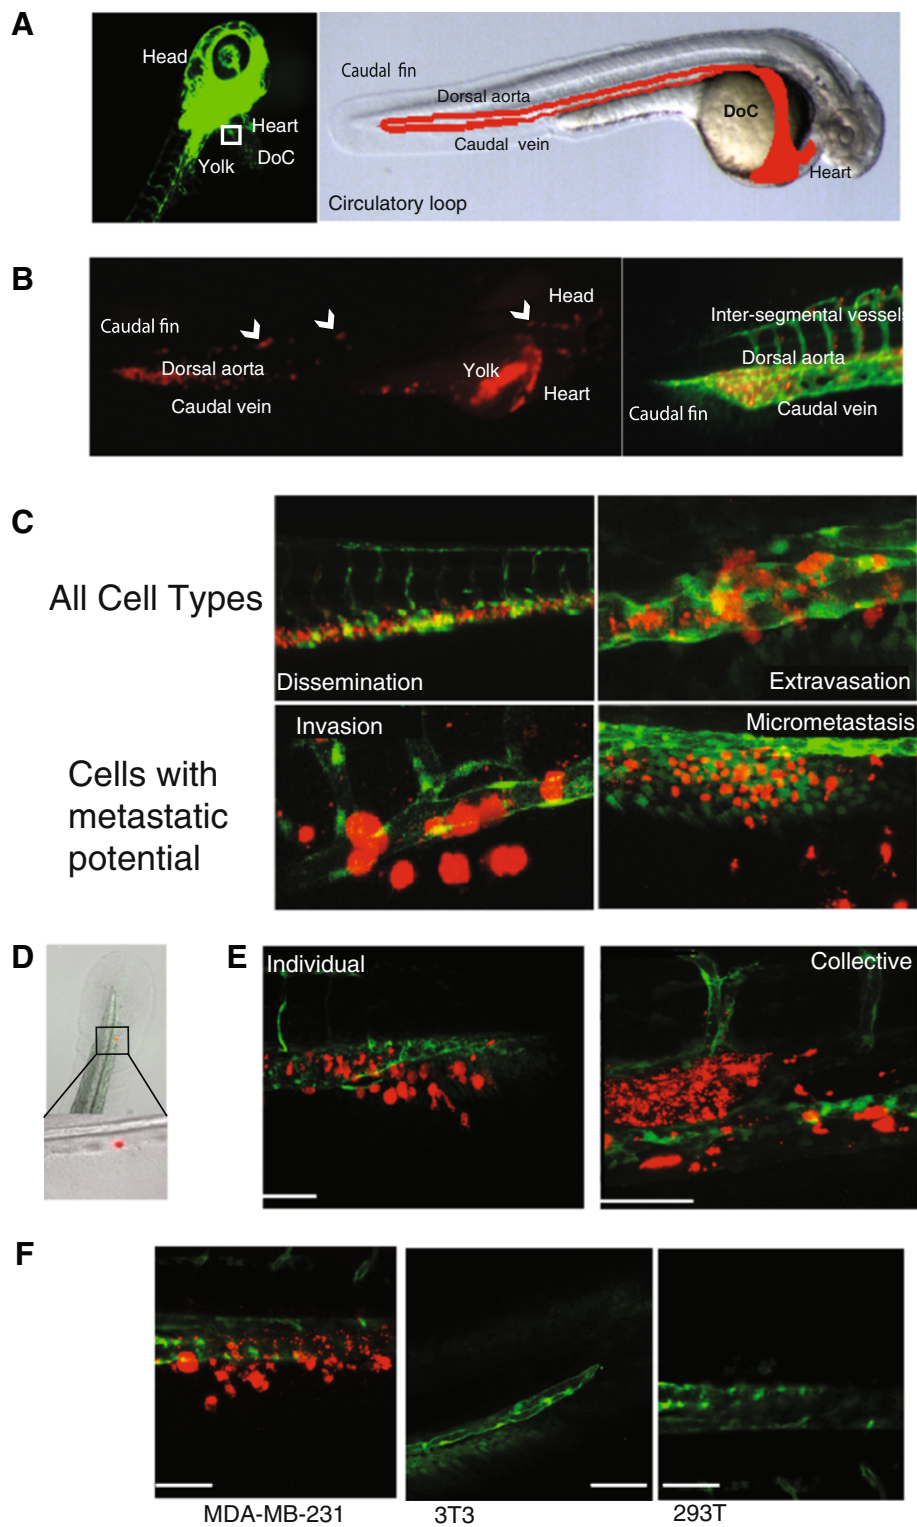 A
Head
Heart
DoC
Yolk
Caudal fin
Dorsal aorta
DoC
Caudal vein
Heart
Circulatory loop
B
Caudal fin
Head
Dorsal aorta
Yolk
Caudal vein
Heart
Inter-segmental vessels
Dorsal aorta
Caudal fin
Caudal vein
C
All Cell Types
Dissemination
Extravasation
Cells with
metastatic
potential
Invasion
Micrometastasis
D
E
Individual
Collective
F
MDA-MB-231
3T3
293T